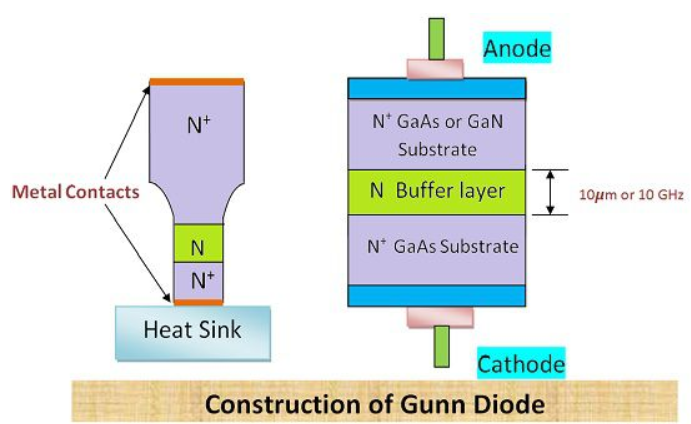 Anode
N⁺
N⁺ GaAs or GaN
Substrate
Metal Contacts
N Buffer layer
10μm or 10 GHz
N
N⁺ GaAs Substrate
N⁺
Heat Sink
Cathode
Construction of Gunn Diode